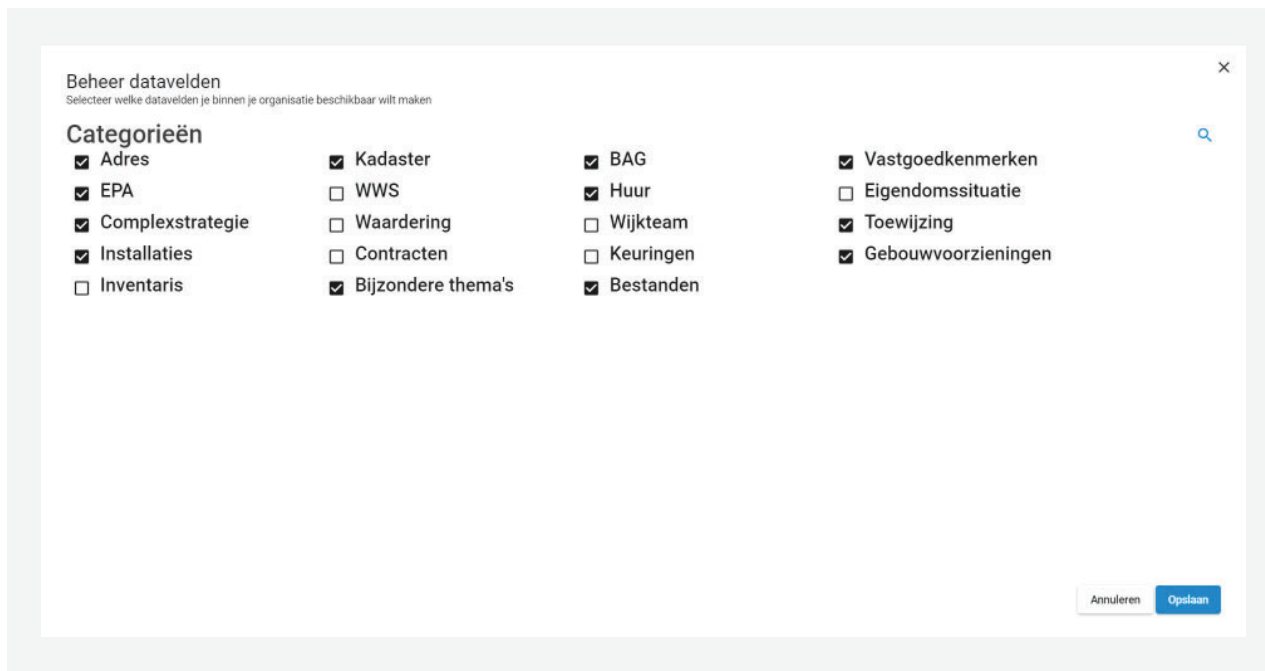 Beheer datavelden
Selecteer welke datavelden je binnen je organisatie beschikbaar wilt maken
Categorieën
Adres Kadaster BAG Vastgoedkenmerken
EPA WWS Huur Eigendomssituatie
Complexstrategie Waardering Wijkteam Toewijzing
Installaties Contracten Keuringen Gebouwvoorzieningen
Inventaris Bijzondere thema's Bestanden
Annuleren Opslaan